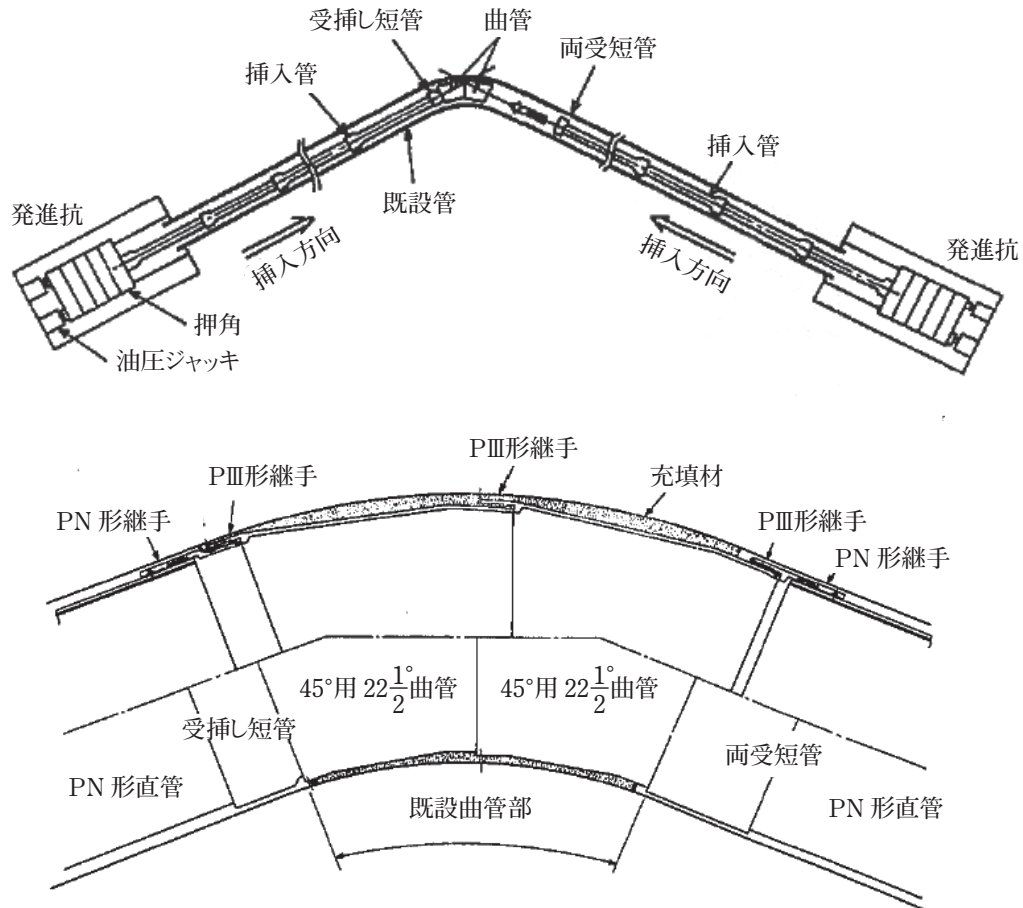 受挿し短管
曲管
両受短管
挿入管
挿入管
既設管
発進抗
挿入方向
挿入方向
発進抗
押角
油圧ジャッキ
PⅢ形継手
PⅢ形継手
充填材
PN 形継手
PⅢ形継手
PN 形継手
45°用 22 1/2°曲管
45°用 22 1/2°曲管
受挿し短管
両受短管
PN 形直管
既設曲管部
PN 形直管